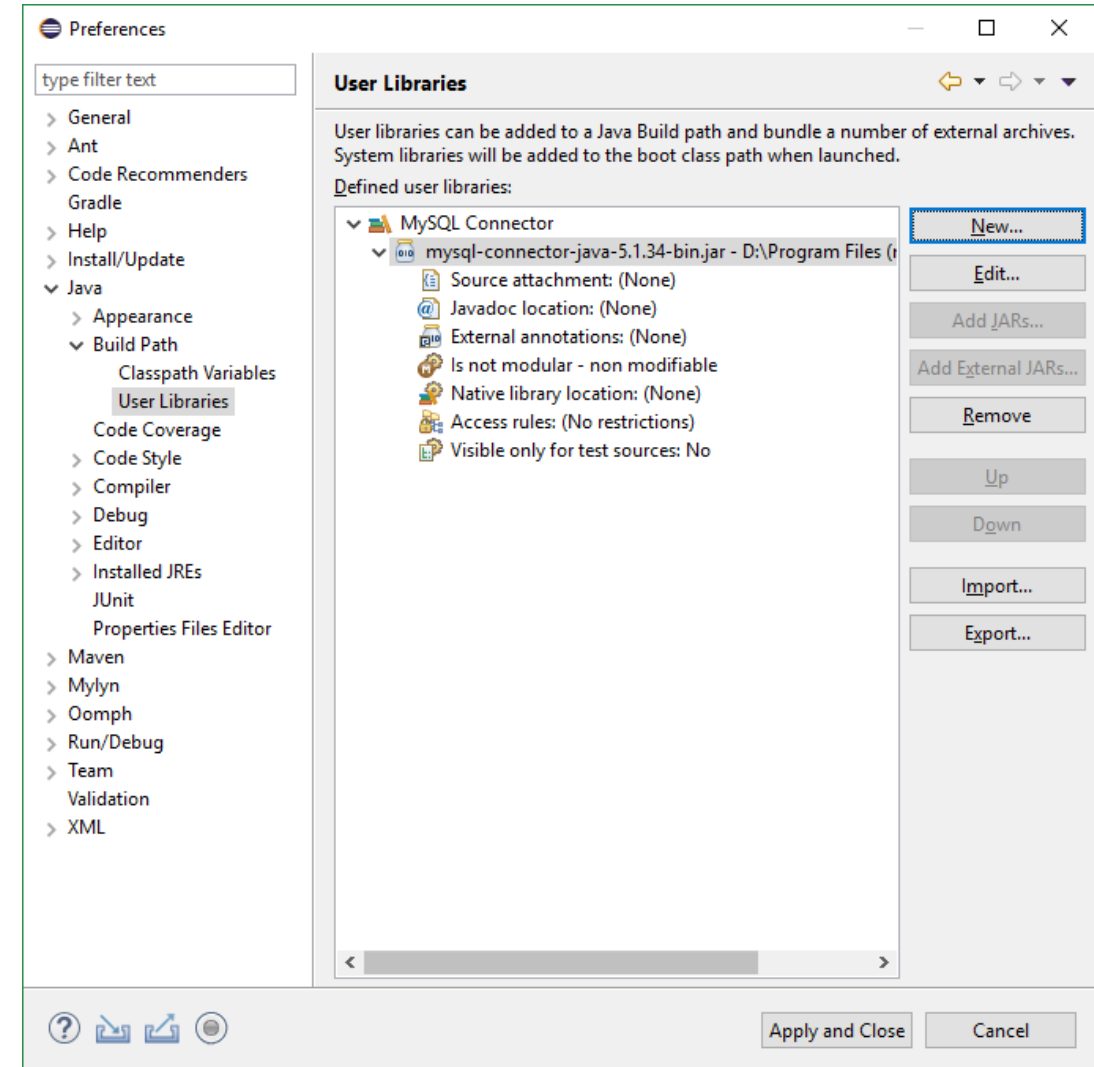 Preferences
type filter text
General
Ant
Code Recommenders
Gradle
Help
Install/Update
Java
Appearance
Build Path
Classpath Variables
User Libraries
Code Coverage
Code Style
Compiler
Debug
Editor
Installed JREs
JUnit
Properties Files Editor
Maven
Mylyn
Oomph
Run/Debug
Team
Validation
XML
User Libraries
User libraries can be added to a Java Build path and bundle a number of external archives.
System libraries will be added to the boot class path when launched.
Defined user libraries:
MySQL Connector
mysql-connector-java-5.1.34-bin.jar - D:\Program Files (
Source attachment: (None)
Javadoc location: (None)
External annotations: (None)
Is not modular - non modifiable
Native library location: (None)
Access rules: (No restrictions)
Visible only for test sources: No
New...
Edit...
Add JARs...
Add External JARs...
Remove
Up
Down
Import...
Export...
Apply and Close
Cancel